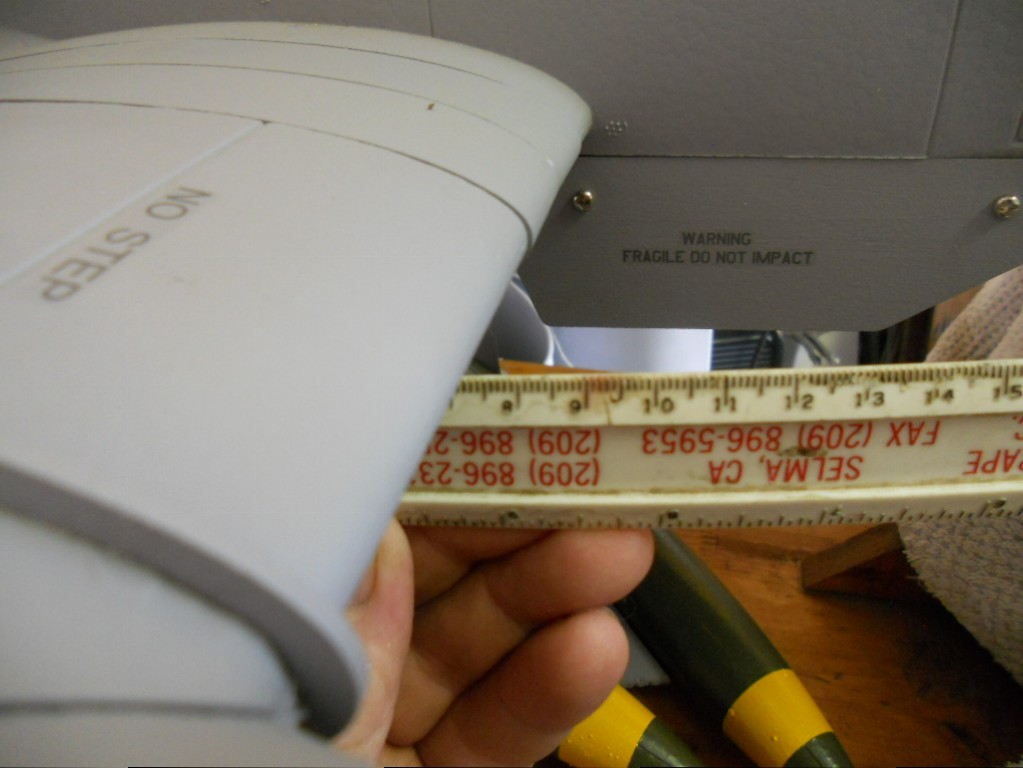 NO STEP
WARNING
FRAGILE DO NOT IMPACT
8 9 10 11 12 13 14 15
FAX (209) 896-5953
(209) 896-2
SELMA, CA
(209) 896-23
PAPE